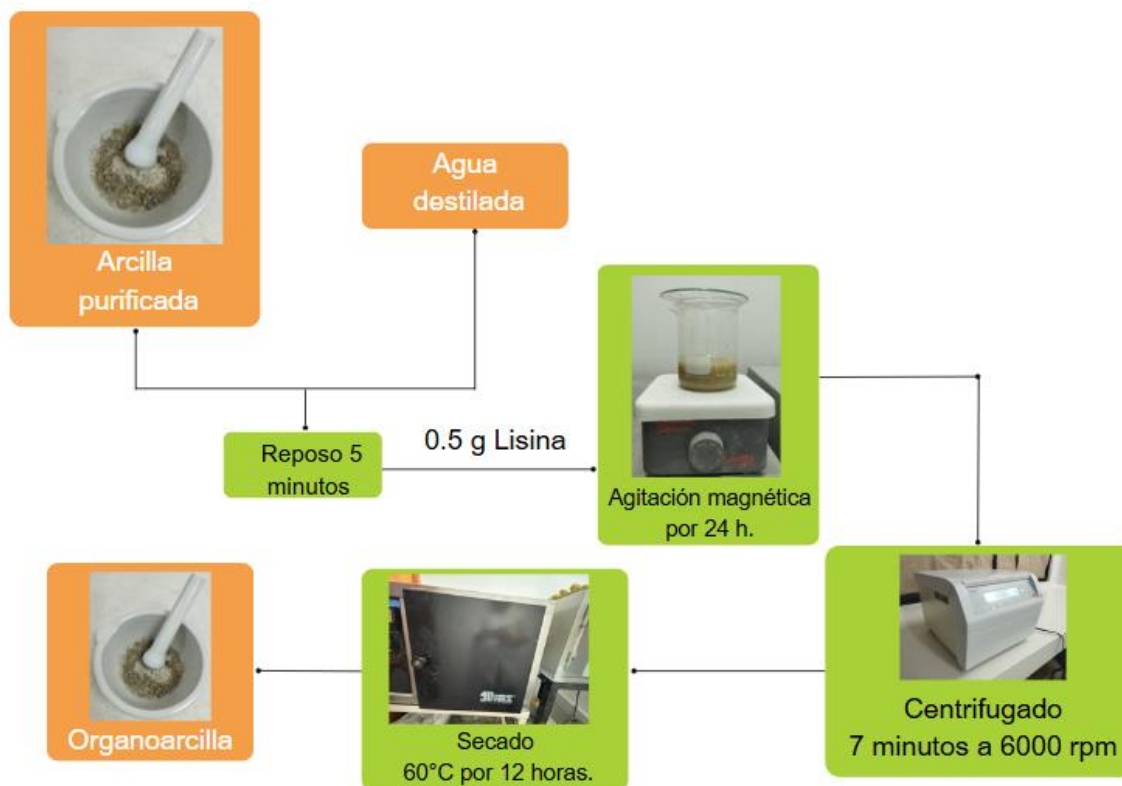 Arcilla
purificada
Agua
destilada
Reposo 5
minutos
0.5 g Lisina
Agitación magnética
por 24 h.
Centrifugado
7 minutos a 6000 rpm
Secado
60°C por 12 horas.
Organoarcilla